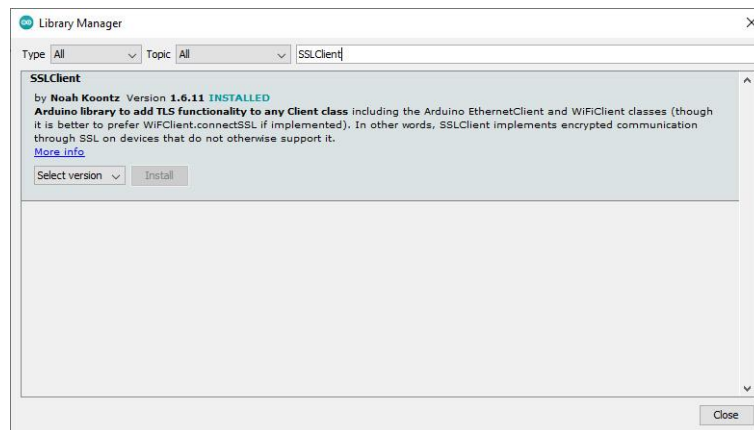 Library Manager
Type All Topic All SSLClient
SSLClient
by Noah Koontz Version 1.6.11 INSTALLED
Arduino library to add TLS functionality to any Client class including the Arduino EthernetClient and WiFiClient classes (though
it is better to prefer WiFClient.connectSSL if implemented). In other words, SSLClient implements encrypted communication
through SSL on devices that do not otherwise support it.
More info
Select version Install
Close